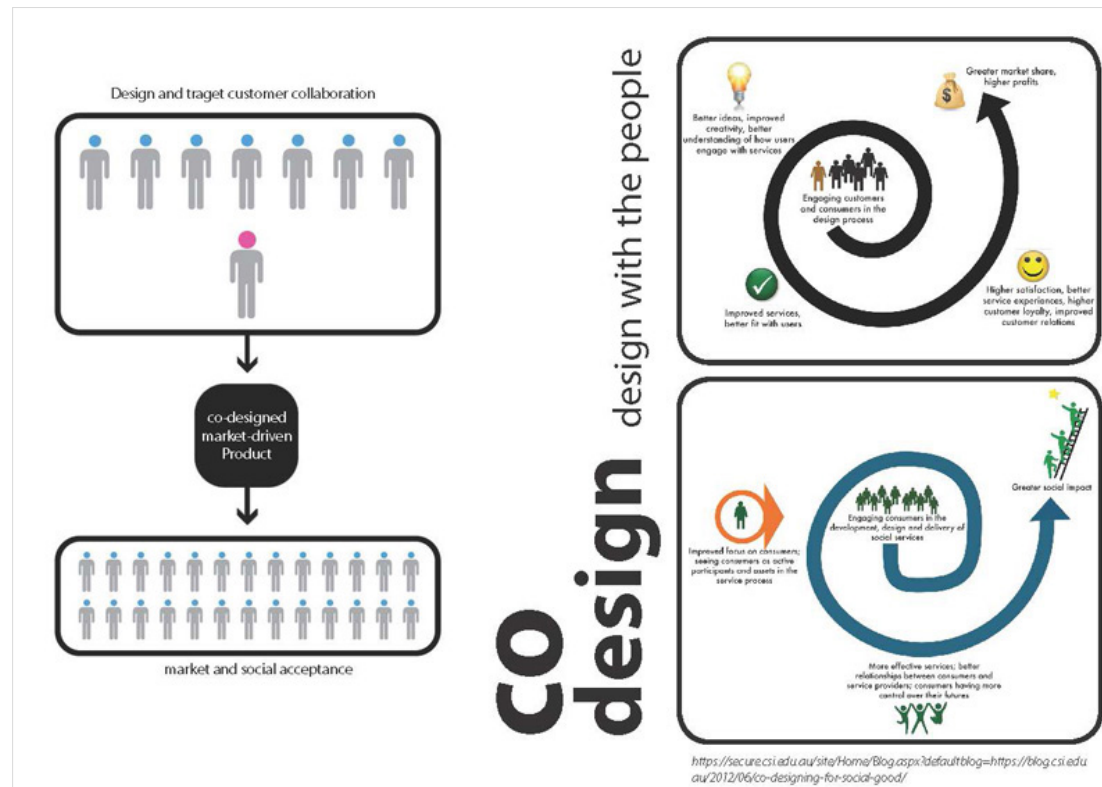 Design and traget customer collaboration
co-designed
market-driven
Product
market and social acceptance
co
design
design with the people
Better ideas, improved
creativity, better
understanding of how users
engage with services
Greater market share,
higher profits
$
Engaging customers
and consumers in the
design process
Improved services,
better fit with users
Higher satisfaction, better
service experiences, higher
customer loyalty, improved
customer relations
Greater social impact
Engaging consumers in the
development, design and delivery of
social services
Improved focus on consumers;
seeing consumers as active
participants and assets in the
service process
More effective services; better
relationships between consumers and
service providers; consumers having more
control over their futures
https://secure.csi.edu.au/site/Home/Blog.aspx?defaultblog=https://blog.csi.edu.
au/2012/06/co-designing-for-social-good/